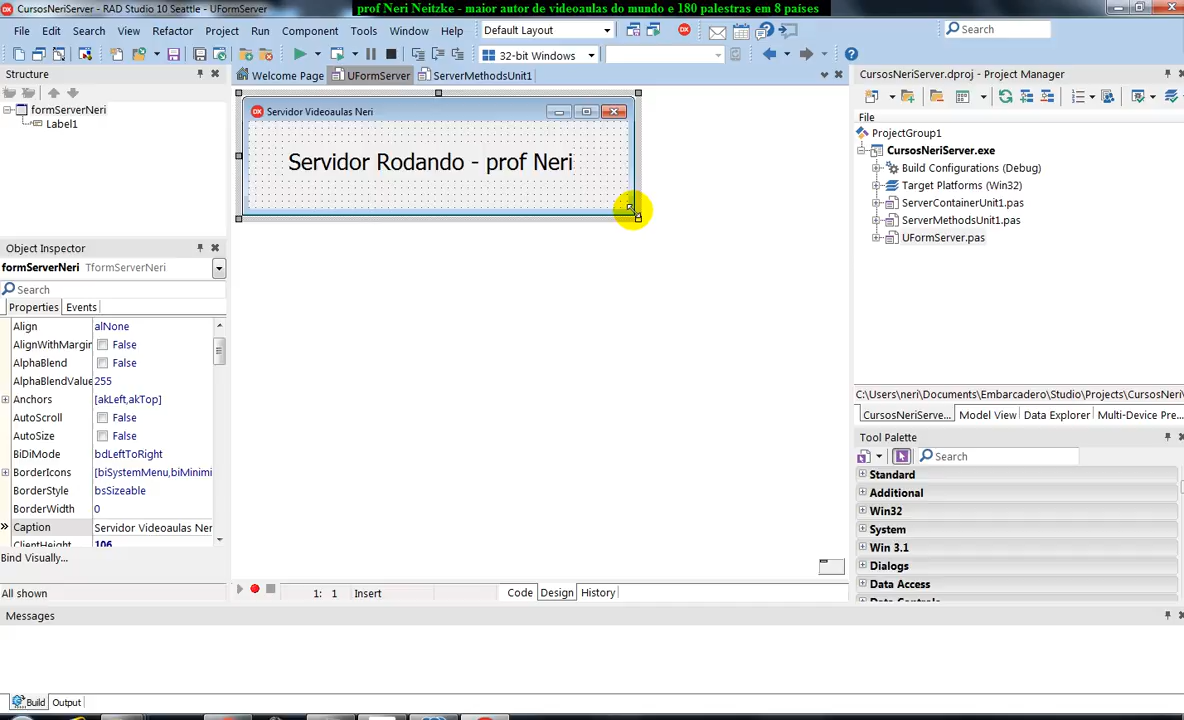 CursosNeriServer - RAD Studio 10 Seattle - UFormServer
prof Neri Neitzke - maior autor de videoaulas do mundo e 180 palestras em 8 países
File Edit Search View Refactor Project Run Component Tools Window Help
Default Layout
Search
32-bit Windows
Structure
formServerNeri
Label1
Welcome Page
UFormServer
ServerMethodsUnit1
Servidor Videoaulas Neri
Servidor Rodando - prof Neri
Object Inspector
formServerNeri TformServerNeri
Search
Properties Events
Align alNone
AlignWithMargin False
AlphaBlend False
AlphaBlendValue 255
Anchors [akLeft,akTop]
AutoScroll False
AutoSize False
BiDiMode bdLeftToRight
BorderIcons [biSystemMenu,biMinimi
BorderStyle bsSizeable
BorderWidth 0
Caption Servidor Videoaulas Ner
ClientHeight 106
Bind Visually...
All shown
1: 1 Insert
Code Design History
CursosNeriServer.dproj - Project Manager
File
ProjectGroup1
CursosNeriServer.exe
Build Configurations (Debug)
Target Platforms (Win32)
ServerContainerUnit1.pas
ServerMethodsUnit1.pas
UFormServer.pas
C:\Users\neri\Documents\Embarcadero\Studio\Projects\CursosNeri
CursosNeriServe... Model View Data Explorer Multi-Device Pre...
Tool Palette
Search
Standard
Additional
Win32
System
Win 3.1
Dialogs
Data Access
Data Controls
Messages
Build Output